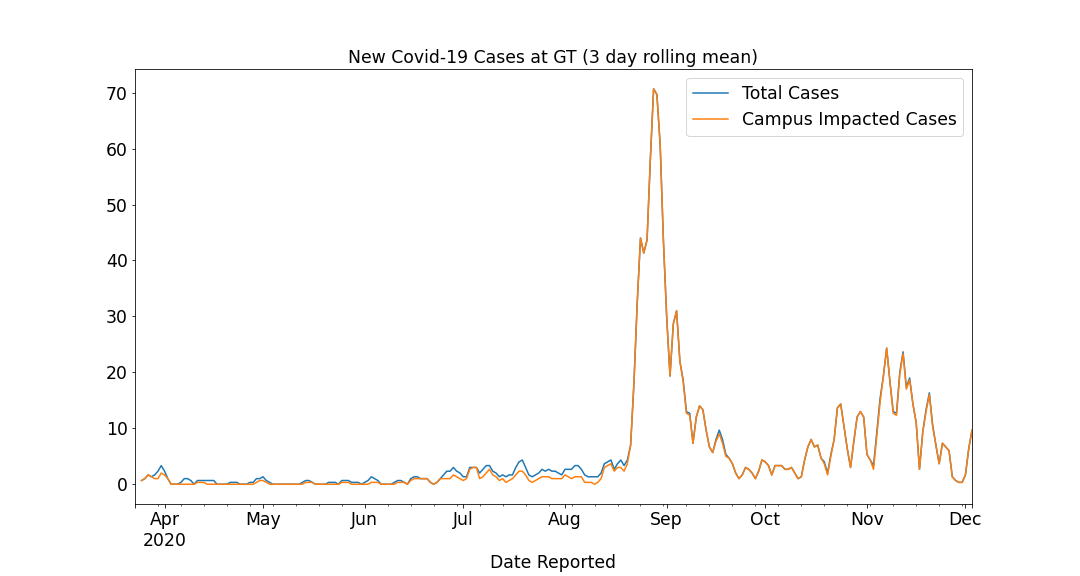 New Covid-19 Cases at GT (3 day rolling mean)
Total Cases
Campus Impacted Cases
70
60
50
40
30
20
10
0
Apr May Jun Jul Aug Sep Oct Nov Dec
2020
Date Reported